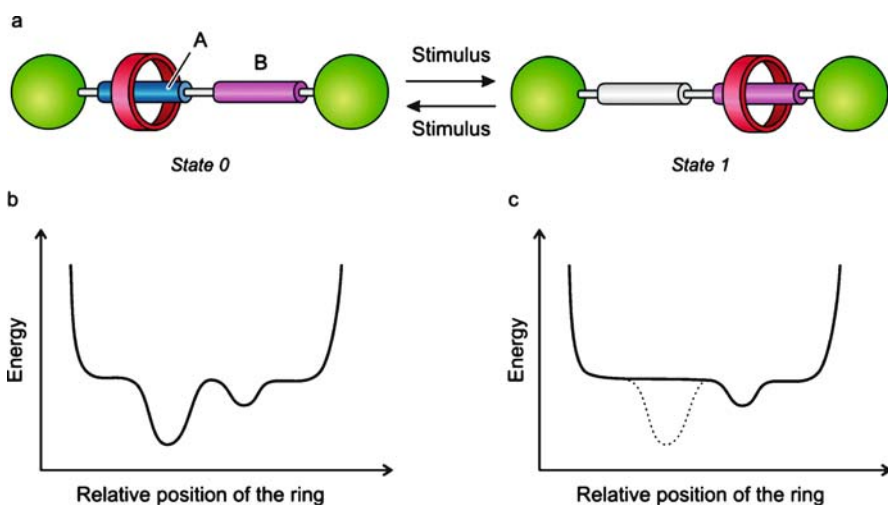 a
A
B
Stimulus
Stimulus
State 0
State 1
b
c
Energy
Energy
Relative position of the ring
Relative position of the ring